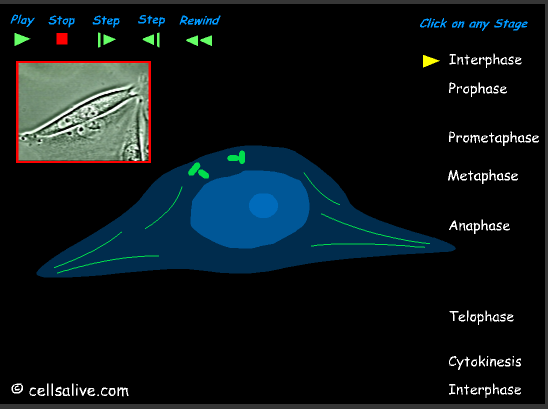 Play Stop Step Step Rewind
Click on any Stage
Interphase
Prophase
Prometaphase
Metaphase
Anaphase
Telophase
Cytokinesis
Interphase
© cellsalive.com